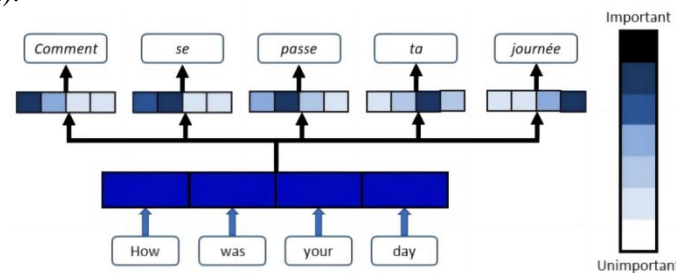 Important
Comment se passe ta journée
How was your day
Unimportant